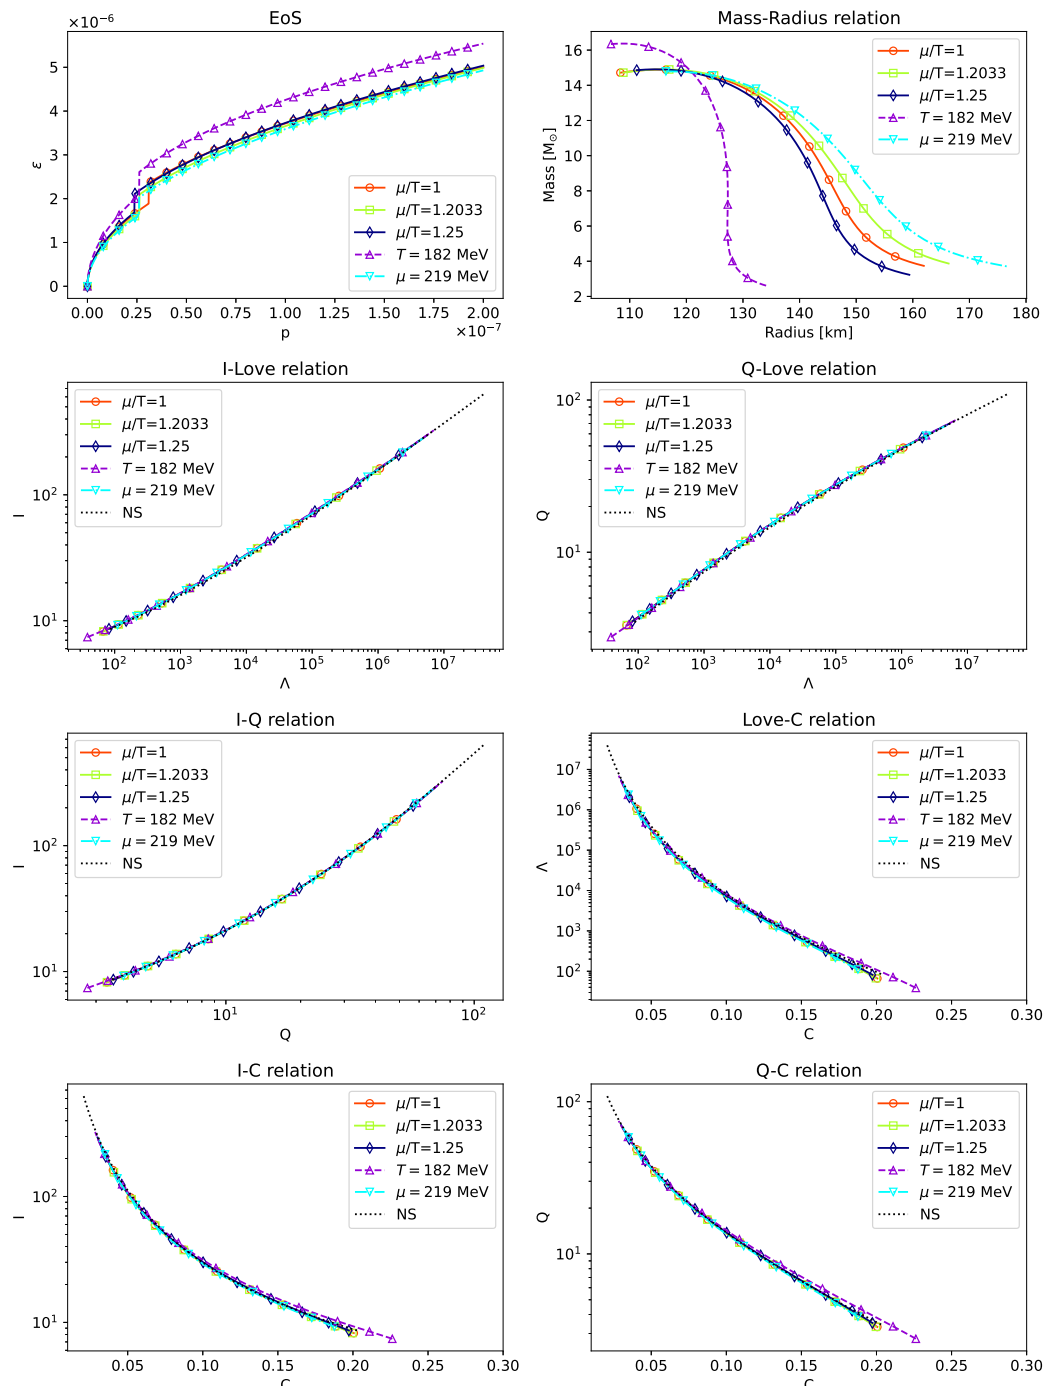 EoS
×10⁻⁶
5
4
3
2
1
0
ε
μ/T=1
μ/T=1.2033
μ/T=1.25
T = 182 MeV
μ = 219 MeV
0.00 0.25 0.50 0.75 1.00 1.25 1.50 1.75 2.00
×10⁻⁷
p
Mass-Radius relation
16
14
12
10
8
6
4
2
Mass [M⊙]
μ/T=1
μ/T=1.2033
μ/T=1.25
T = 182 MeV
μ = 219 MeV
110 120 130 140 150 160 170 180
Radius [km]
I-Love relation
10²
10¹
I
μ/T=1
μ/T=1.2033
μ/T=1.25
T = 182 MeV
μ = 219 MeV
NS
10² 10³ 10⁴ 10⁵ 10⁶ 10⁷
Λ
Q-Love relation
10²
10¹
Q
μ/T=1
μ/T=1.2033
μ/T=1.25
T = 182 MeV
μ = 219 MeV
NS
10² 10³ 10⁴ 10⁵ 10⁶ 10⁷
Λ
I-Q relation
10²
10¹
I
μ/T=1
μ/T=1.2033
μ/T=1.25
T = 182 MeV
μ = 219 MeV
NS
10¹ 10²
Q
Love-C relation
10⁷
10⁶
10⁵
10⁴
10³
10²
Λ
μ/T=1
μ/T=1.2033
μ/T=1.25
T = 182 MeV
μ = 219 MeV
NS
0.05 0.10 0.15 0.20 0.25 0.30
C
I-C relation
10²
10¹
I
μ/T=1
μ/T=1.2033
μ/T=1.25
T = 182 MeV
μ = 219 MeV
NS
0.05 0.10 0.15 0.20 0.25 0.30
C
Q-C relation
10²
10¹
Q
μ/T=1
μ/T=1.2033
μ/T=1.25
T = 182 MeV
μ = 219 MeV
NS
0.05 0.10 0.15 0.20 0.25 0.30
C